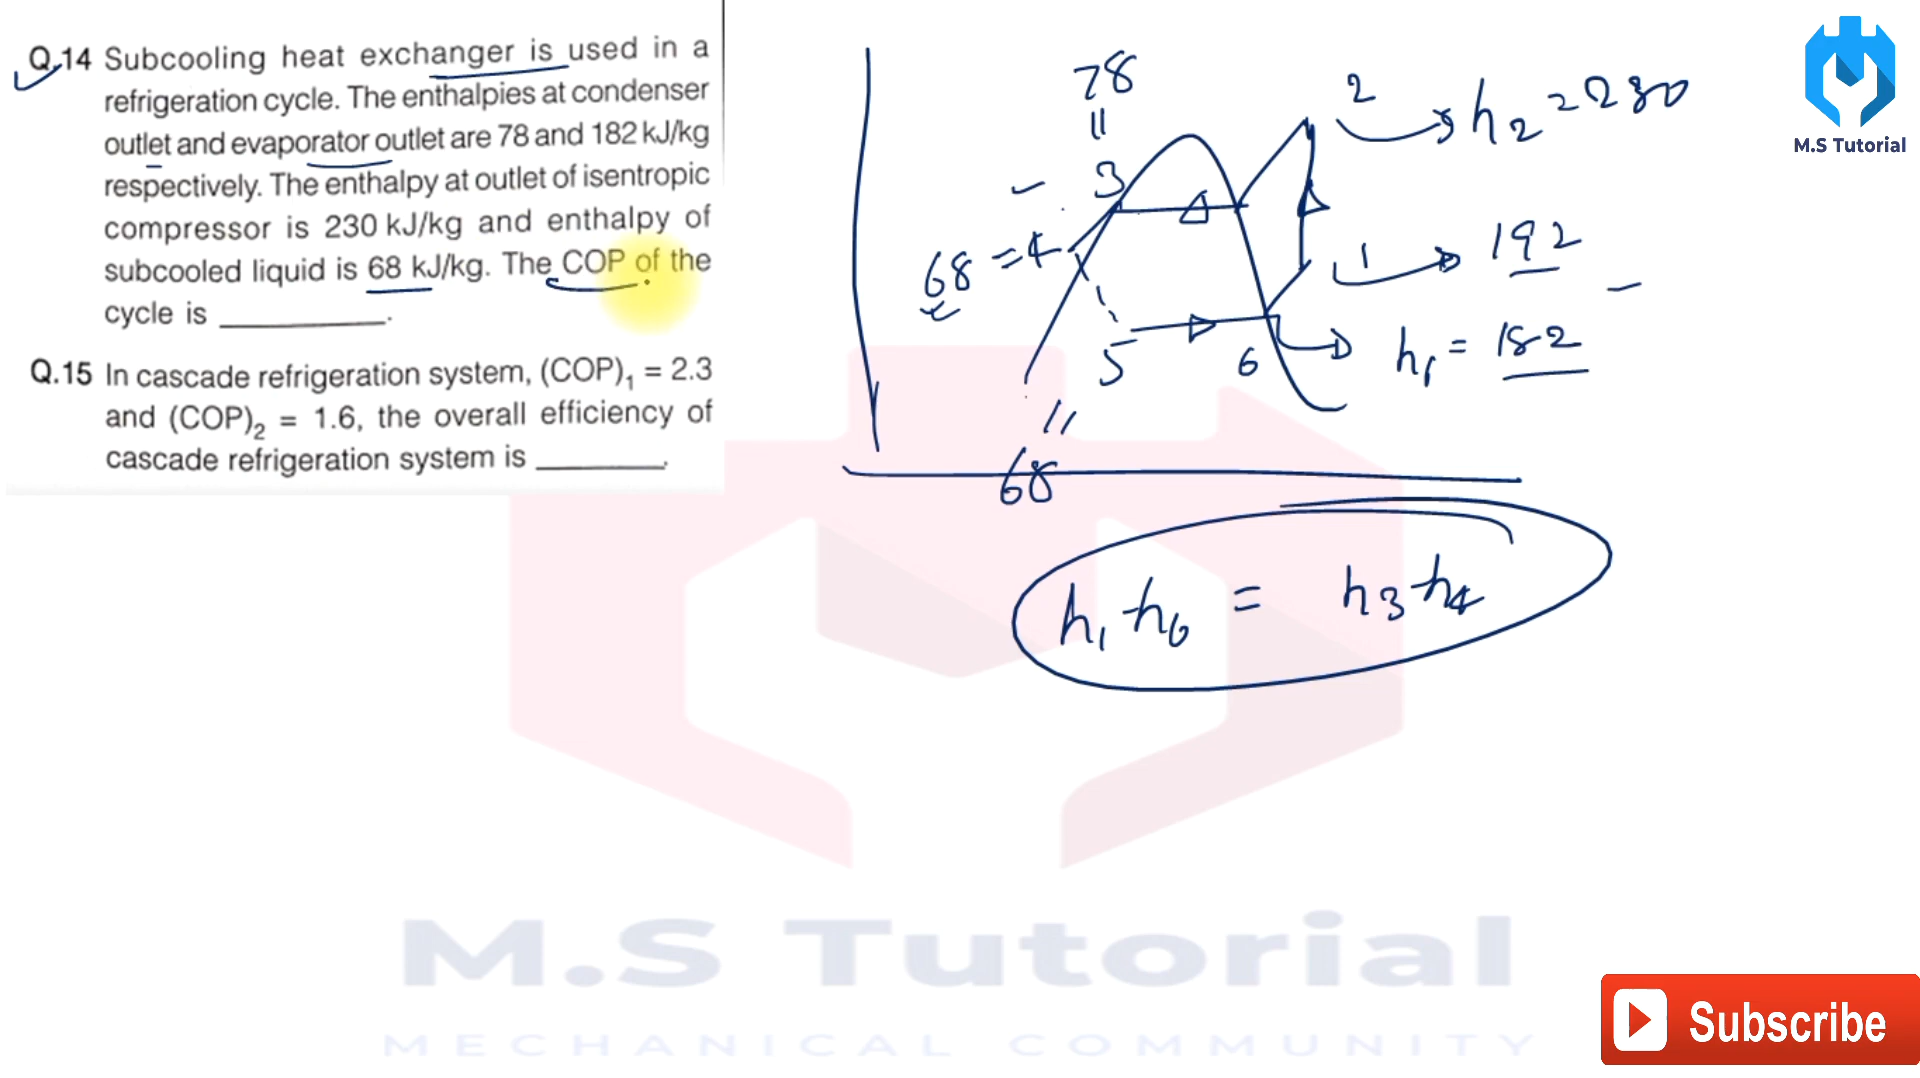 Q.14 Subcooling heat exchanger is used in a
refrigeration cycle. The enthalpies at condenser
outlet and evaporator outlet are 78 and 182 kJ/kg
respectively. The enthalpy at outlet of isentropic
compressor is 230 kJ/kg and enthalpy of
subcooled liquid is 68 kJ/kg. The COP of the
cycle is ____________.
Q.15 In cascade refrigeration system, (COP)₁ = 2.3
and (COP)₂ = 1.6, the overall efficiency of
cascade refrigeration system is _________.
78
=
3
2 → h₂ = 230
68 = 4
1 → 192
5
6
h₁ = 182
=
68
h₁-h₆ = h₃-h₄
M.S Tutorial
M.S Tutorial
MECHANICAL COMMUNITY
Subscribe